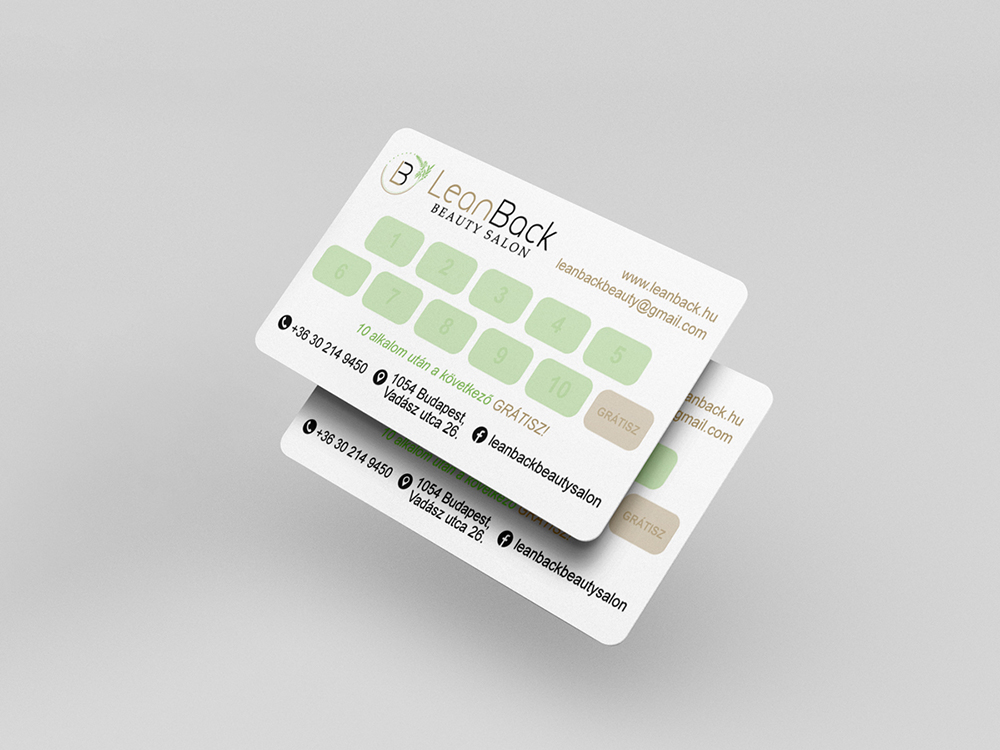 LB
LeanBack
BEAUTY SALON
www.leanback.hu
leanbackbeauty@gmail.com
1 2 3 4 5
6 7 8 9 10 GRÁTISZ
10 alkalom után a következő GRÁTISZ!
+36 30 214 9450
1054 Budapest,
Vadász utca 26.
leanbackbeautysalon
anback.hu
gmail.com
GRÁTISZ
10 alkalom után a következő GRÁTISZ!
+36 30 214 9450
1054 Budapest,
Vadász utca 26.
leanbackbeautysalon